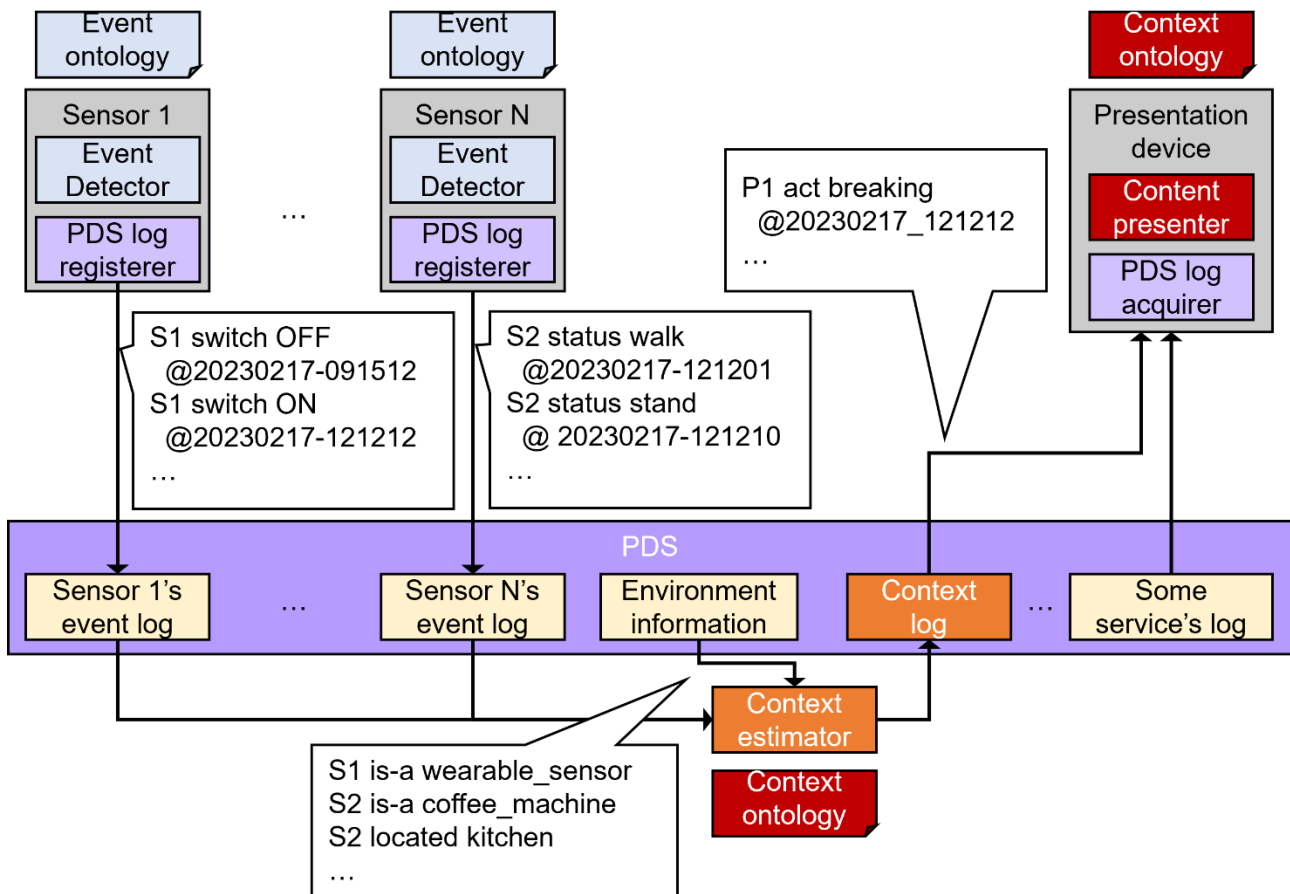 Event
ontology
Event
ontology
Context
ontology
Sensor 1
Event
Detector
PDS log
registerer
…
Sensor N
Event
Detector
PDS log
registerer
P1 act breaking
@20230217_121212
…
Presentation
device
Content
presenter
PDS log
acquirer
S1 switch OFF
@20230217-091512
S1 switch ON
@20230217-121212
…
S2 status walk
@20230217-121201
S2 status stand
@ 20230217-121210
…
PDS
Sensor 1’s
event log
…
Sensor N’s
event log
Environment
information
Context
log
…
Some
service’s log
Context
estimator
S1 is-a wearable_sensor
S2 is-a coffee_machine
S2 located kitchen
…
Context
ontology